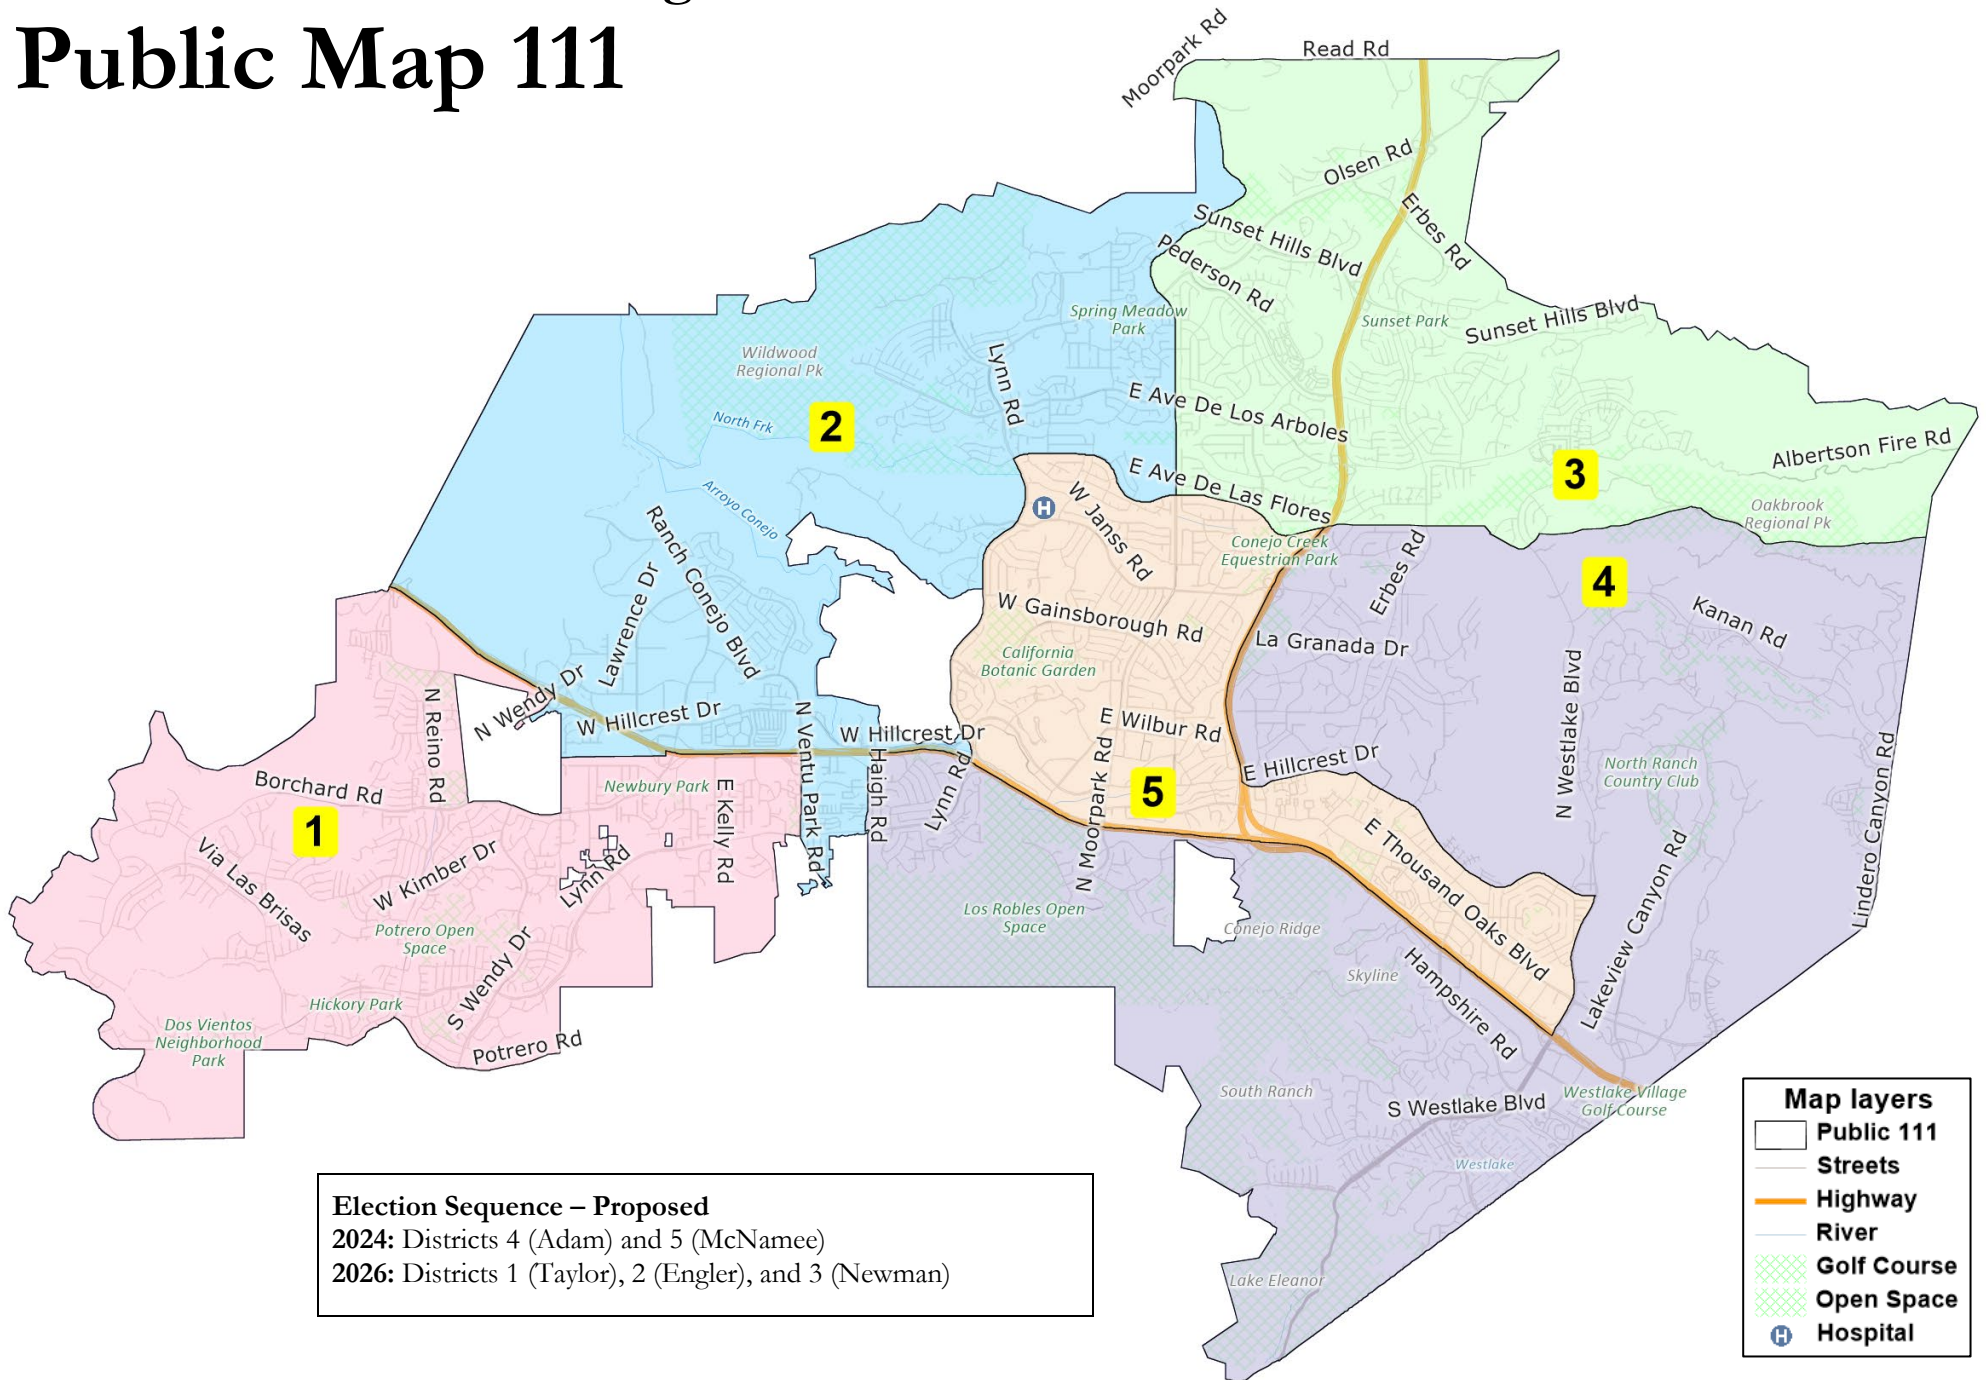 Public Map 111
Moorpark Rd
Read Rd
Olsen Rd
Erbes Rd
Sunset Hills Blvd
Pederson Rd
Spring Meadow
Park
Sunset Park
Sunset Hills Blvd
Wildwood
Regional Pk
Lynn Rd
E Ave De Los Arboles
North Frk
2
Albertson Fire Rd
3
E Ave De Las Flores
W Janss Rd
H
Arroyo Conejo
Oakbrook
Regional Pk
Ranch Conejo Blvd
Conejo Creek
Equestrian Park
Erbes Rd
4
Lawrence Dr
W Gainsborough Rd
La Granada Dr
Kanan Rd
California
Botanic Garden
N Wendy Dr
N Reino Rd
W Hillcrest Dr
N Ventu Park Rd
W Hillcrest Dr
E Wilbur Rd
N Westlake Blvd
E Hillcrest Dr
North Ranch
Country Club
Borchard Rd
Newbury Park
E Kelly Rd
Haigh Rd
Lynn Rd
N Moorpark Rd
5
Lindero Canyon Rd
1
Via Las Brisas
W Kimber Dr
Lynn Rd
E Thousand Oaks Blvd
Lakeview Canyon Rd
Potrero Open
Space
Los Robles Open
Space
Conejo Ridge
S Wendy Dr
Skyline
Hampshire Rd
Hickory Park
Dos Vientos
Neighborhood
Park
Potrero Rd
South Ranch
S Westlake Blvd
Westlake Village
Golf Course
Westlake
Lake Eleanor
Election Sequence – Proposed
2024: Districts 4 (Adam) and 5 (McNamee)
2026: Districts 1 (Taylor), 2 (Engler), and 3 (Newman)
Map layers
Public 111
Streets
Highway
River
Golf Course
Open Space
H Hospital